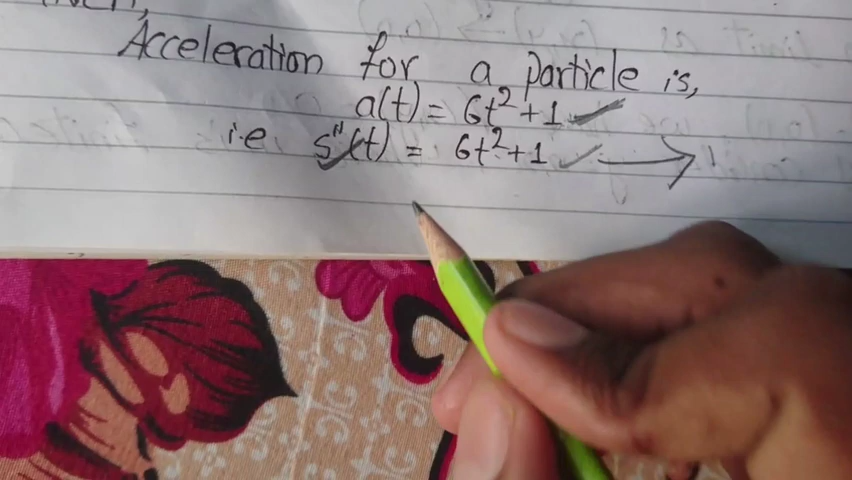 Acceleration for a particle is,
a(t) = 6t²+1
i.e s"(t) = 6t²+1 →